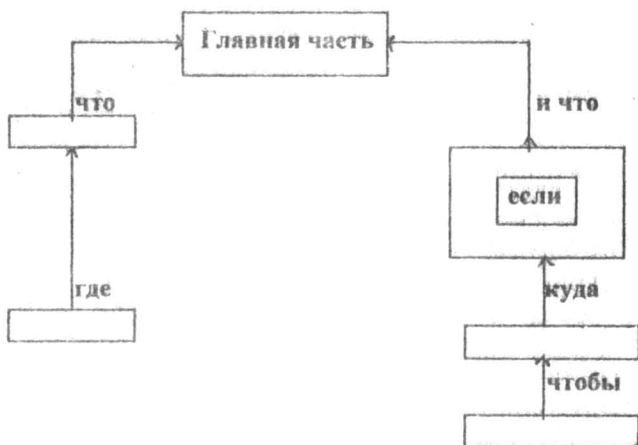 Главная часть
что
и что
если
где
куда
чтобы